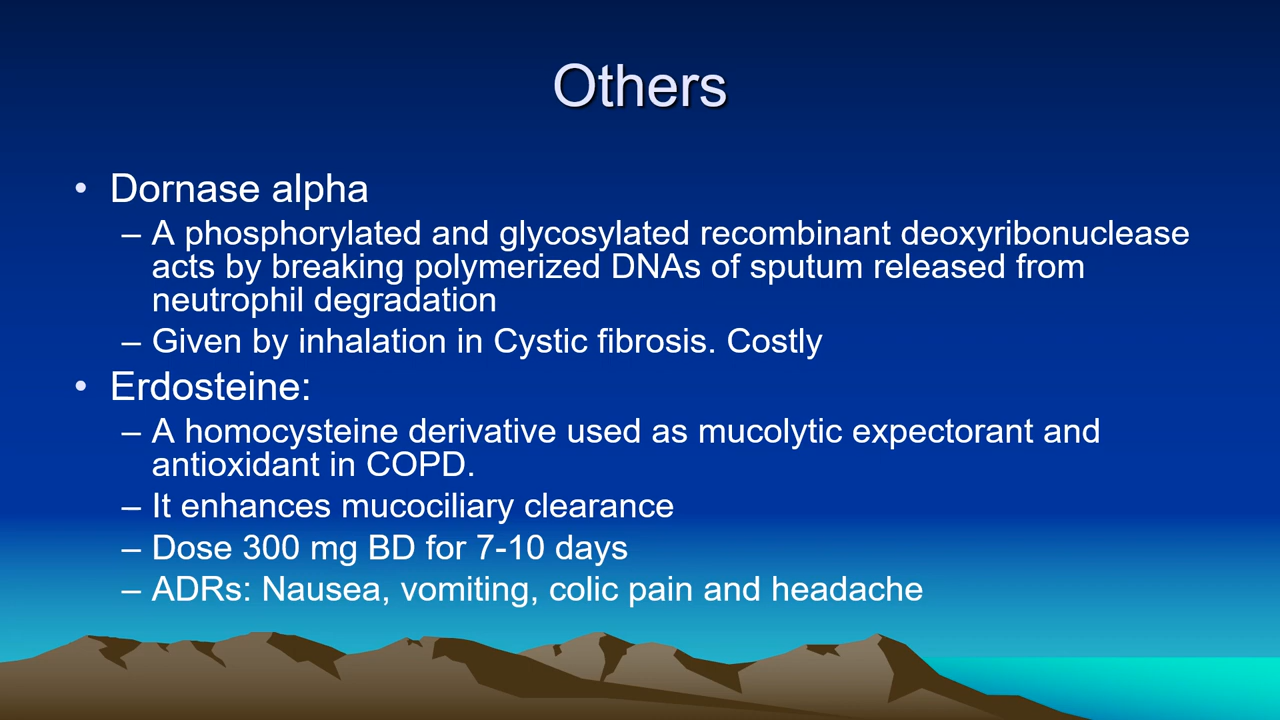 Others
• Dornase alpha
– A phosphorylated and glycosylated recombinant deoxyribonuclease
acts by breaking polymerized DNAs of sputum released from
neutrophil degradation
– Given by inhalation in Cystic fibrosis. Costly
• Erdosteine:
– A homocysteine derivative used as mucolytic expectorant and
antioxidant in COPD.
– It enhances mucociliary clearance
– Dose 300 mg BD for 7-10 days
– ADRs: Nausea, vomiting, colic pain and headache